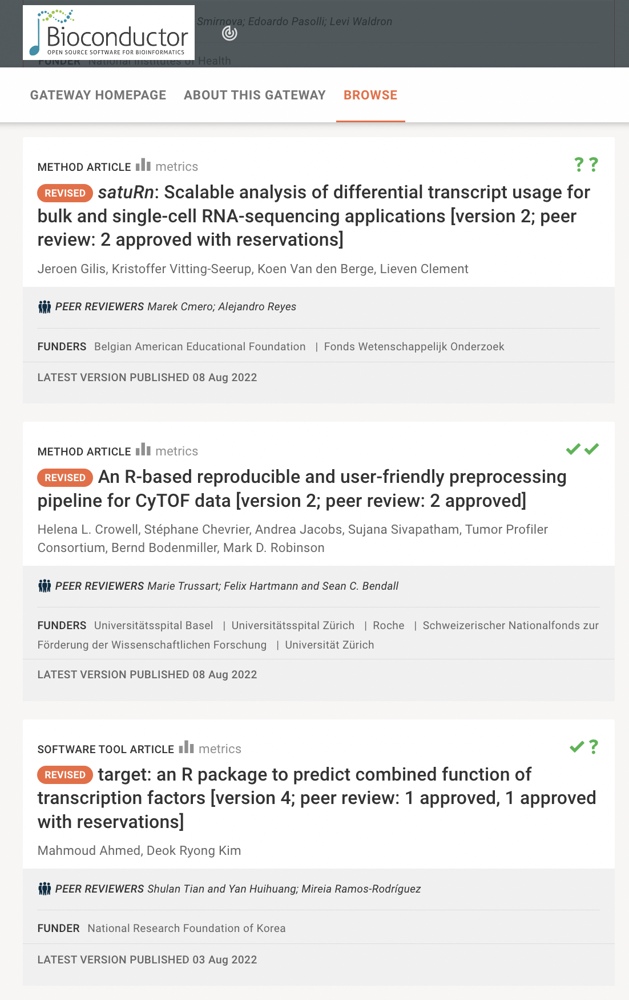 Smirnova; Edoardo Pasolli; Levi Waldron
Bioconductor
OPEN SOURCE SOFTWARE FOR BIOINFORMATICS
FUNDER National Institutes of Health
GATEWAY HOMEPAGE ABOUT THIS GATEWAY BROWSE
METHOD ARTICLE metrics ? ?
REVISED satuRn: Scalable analysis of differential transcript usage for
bulk and single-cell RNA-sequencing applications [version 2; peer
review: 2 approved with reservations]
Jeroen Gilis, Kristoffer Vitting-Seerup, Koen Van den Berge, Lieven Clement
PEER REVIEWERS Marek Cmero; Alejandro Reyes
FUNDERS Belgian American Educational Foundation | Fonds Wetenschappelijk Onderzoek
LATEST VERSION PUBLISHED 08 Aug 2022
METHOD ARTICLE metrics
REVISED An R-based reproducible and user-friendly preprocessing
pipeline for CyTOF data [version 2; peer review: 2 approved]
Helena L. Crowell, Stéphane Chevrier, Andrea Jacobs, Sujana Sivapatham, Tumor Profiler
Consortium, Bernd Bodenmiller, Mark D. Robinson
PEER REVIEWERS Marie Trussart; Felix Hartmann and Sean C. Bendall
FUNDERS Universitätsspital Basel | Universitätsspital Zürich | Roche | Schweizerischer Nationalfonds zur
Förderung der Wissenschaftlichen Forschung | Universität Zürich
LATEST VERSION PUBLISHED 08 Aug 2022
SOFTWARE TOOL ARTICLE metrics ?
REVISED target: an R package to predict combined function of
transcription factors [version 4; peer review: 1 approved, 1 approved
with reservations]
Mahmoud Ahmed, Deok Ryong Kim
PEER REVIEWERS Shulan Tian and Yan Huihuang; Mireia Ramos-Rodríguez
FUNDER National Research Foundation of Korea
LATEST VERSION PUBLISHED 03 Aug 2022